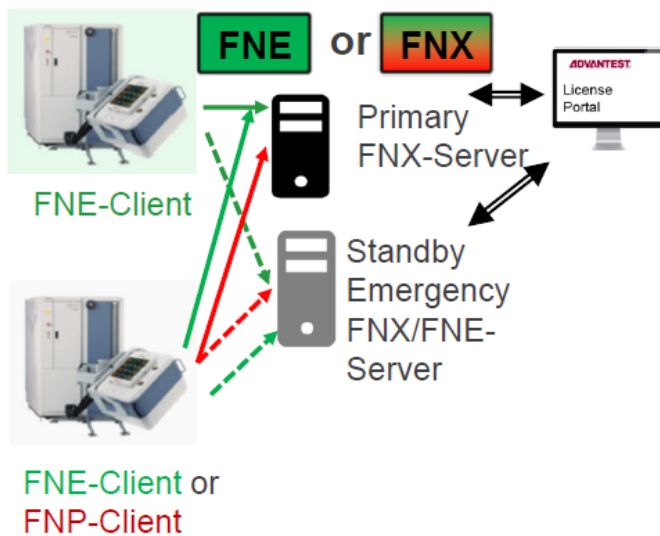 FNE or FNX
ADVANTEST
License
Portal
Primary
FNX-Server
FNE-Client
Standby
Emergency
FNX/FNE-
Server
FNE-Client or
FNP-Client